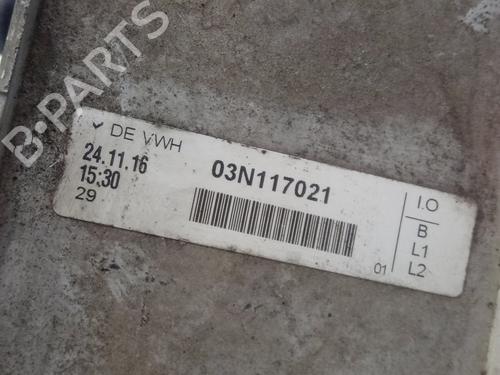 B-PARTS
✓ DE VWH
24.11.16
15:30
29
03N117021
01
I.O
B
L1
L2